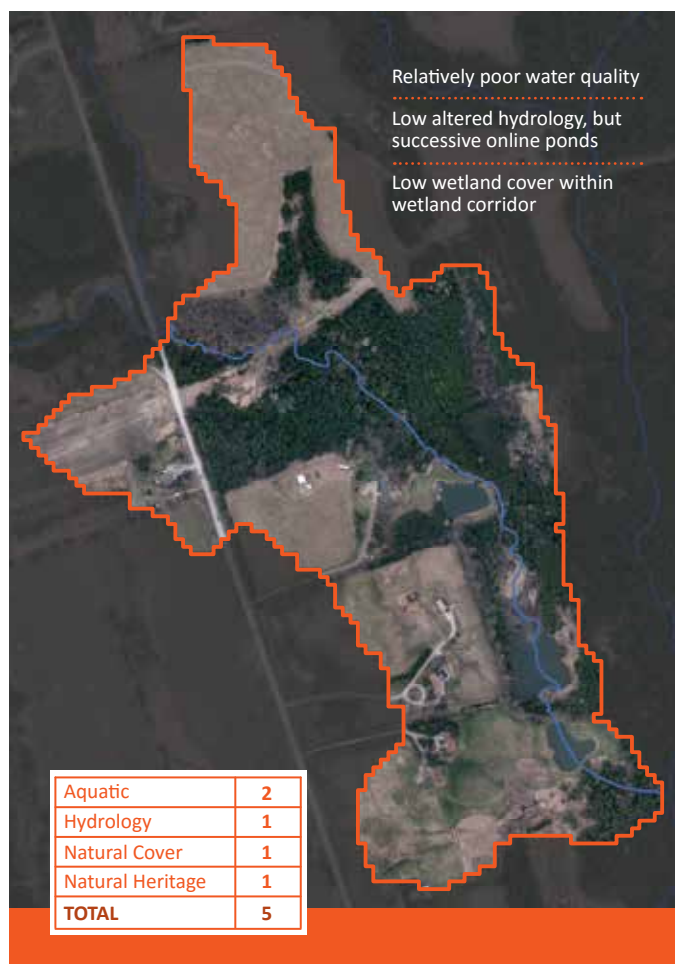 Relatively poor water quality
Low altered hydrology, but
successive online ponds
Low wetland cover within
wetland corridor
Aquatic 2
Hydrology 1
Natural Cover 1
Natural Heritage 1
TOTAL 5